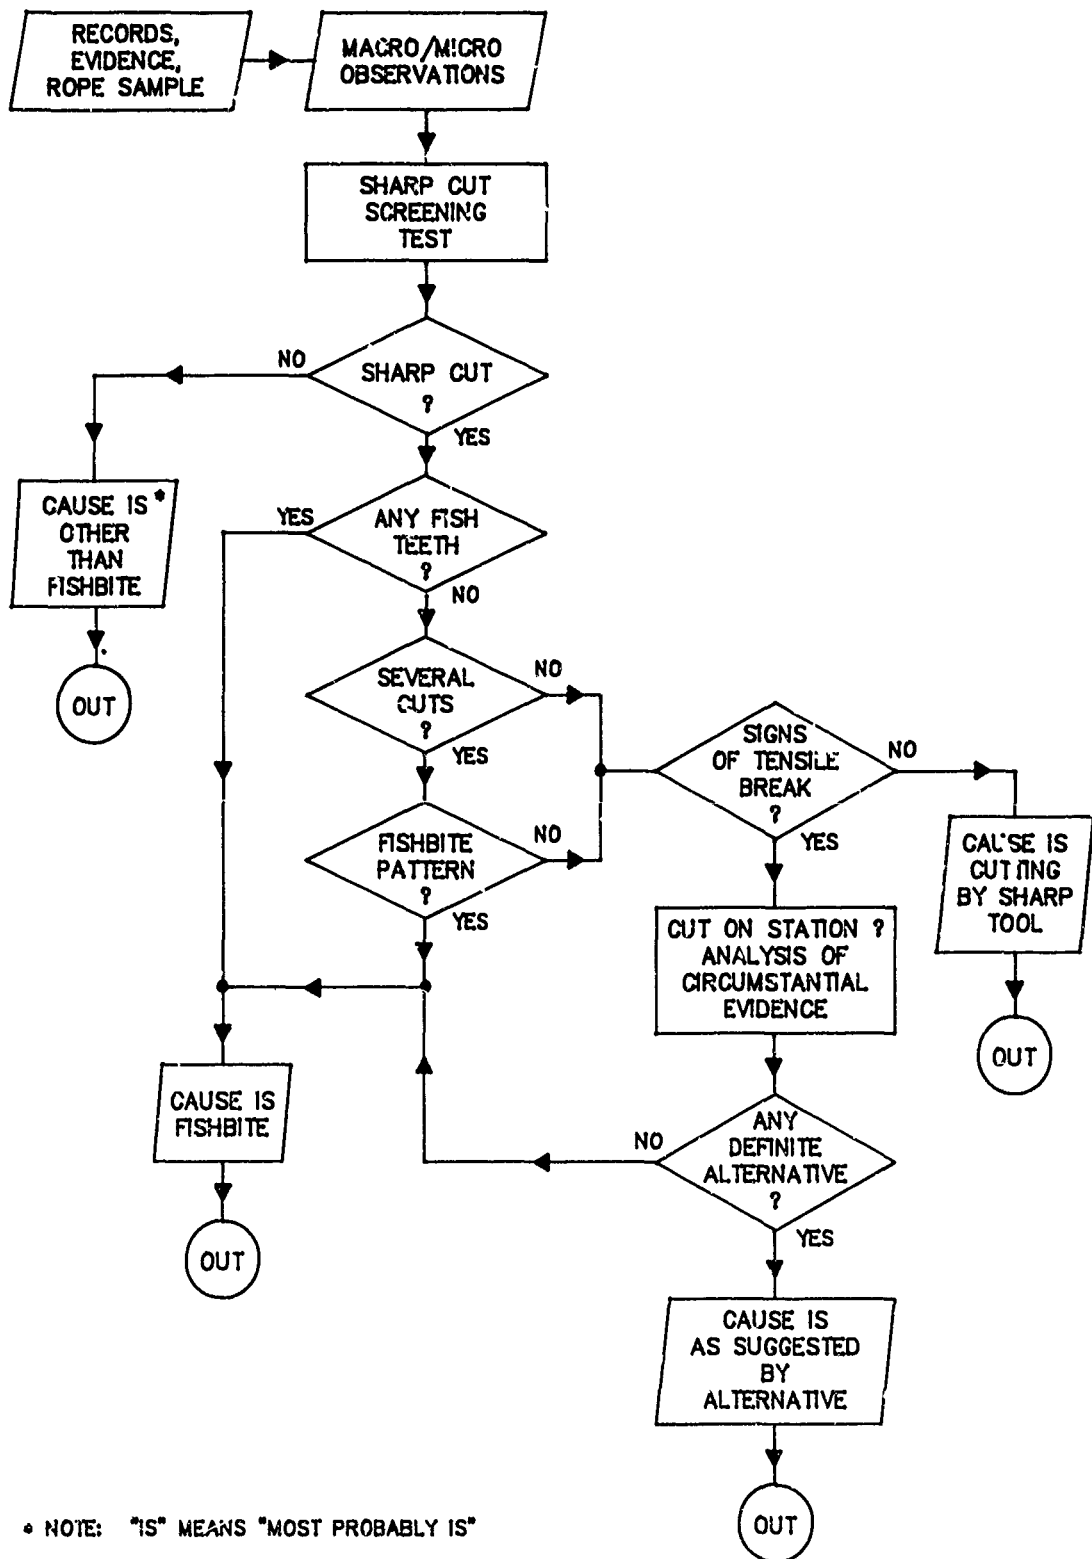 RECORDS,
EVIDENCE,
ROPE SAMPLE
MACRO/MICRO
OBSERVATIONS
SHARP CUT
SCREENING
TEST
NO
SHARP CUT
?
YES
CAUSE IS *
OTHER
THAN
FISHBITE
OUT
YES
ANY FISH
TEETH
?
NO
SEVERAL
CUTS
?
NO
YES
FISHBITE
PATTERN
?
NO
YES
SIGNS
OF TENSILE
BREAK
?
NO
YES
CAUSE IS
CUTTING
BY SHARP
TOOL
OUT
CUT ON STATION ?
ANALYSIS OF
CIRCUMSTANTIAL
EVIDENCE
CAUSE IS
FISHBITE
OUT
NO
ANY
DEFINITE
ALTERNATIVE
?
YES
CAUSE IS
AS SUGGESTED
BY
ALTERNATIVE
OUT
* NOTE: "IS" MEANS "MOST PROBABLY IS"